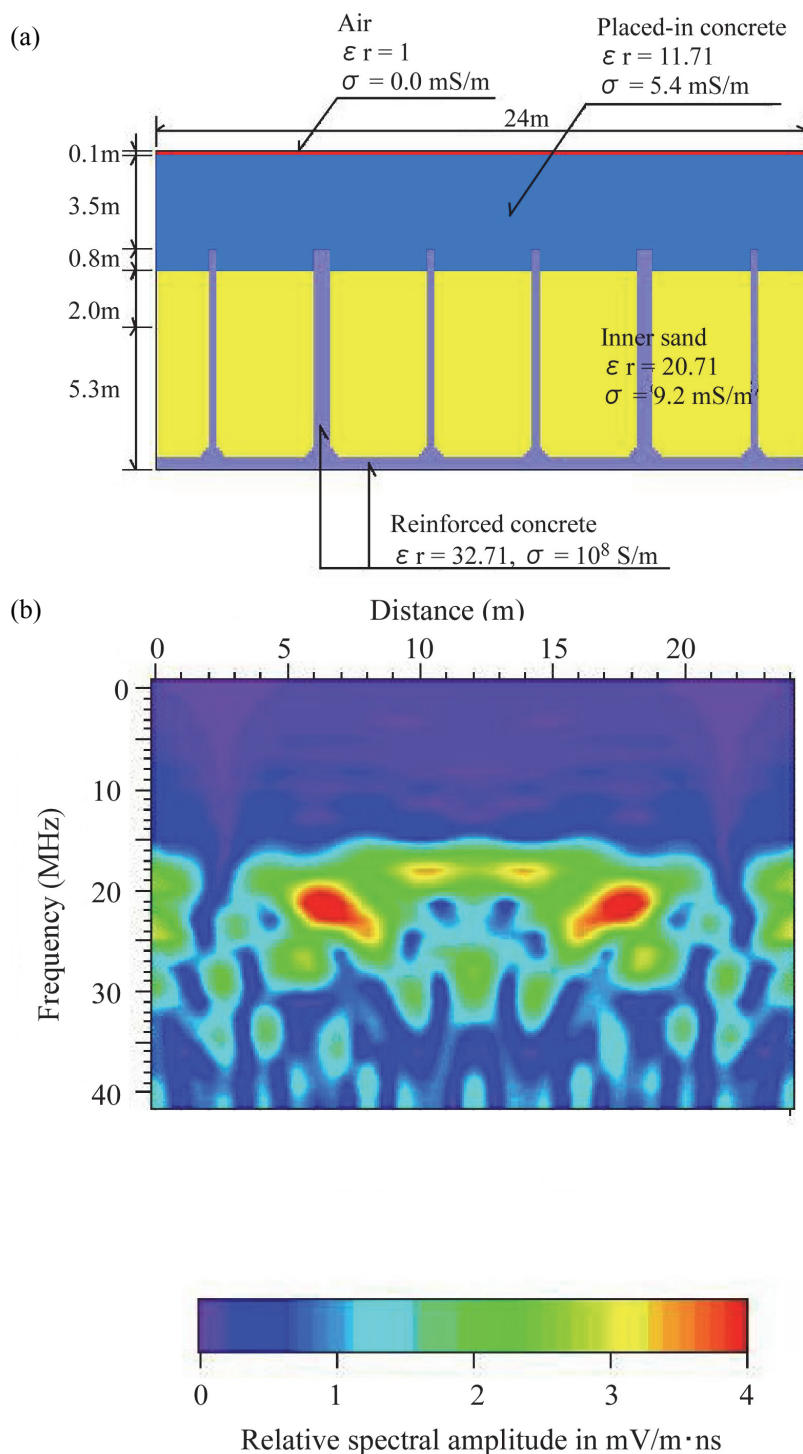 (a)
Air
ε r = 1
σ = 0.0 mS/m
Placed-in concrete
ε r = 11.71
σ = 5.4 mS/m
24m
0.1m
3.5m
0.8m
2.0m
5.3m
Inner sand
ε r = 20.71
σ = 9.2 mS/m
Reinforced concrete
ε r = 32.71, σ = 10⁸ S/m
(b)
Distance (m)
0 5 10 15 20
Frequency (MHz)
0
10
20
30
40
0 1 2 3 4
Relative spectral amplitude in mV/m·ns